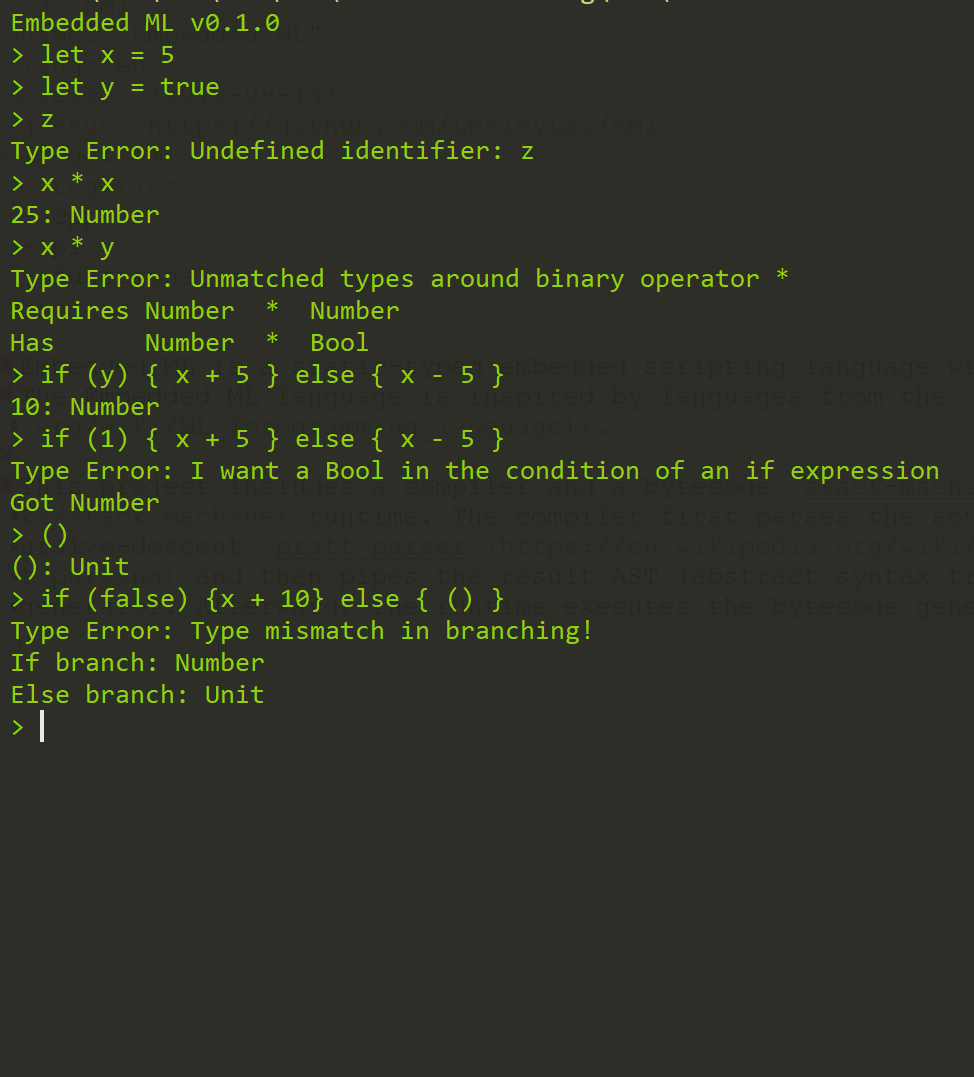 Embedded ML v0.1.0
> let x = 5
> let y = true
> z
Type Error: Undefined identifier: z
> x * x
25: Number
> x * y
Type Error: Unmatched types around binary operator *
Requires Number  *  Number
Has      Number  *  Bool
> if (y) { x + 5 } else { x - 5 }
10: Number
> if (1) { x + 5 } else { x - 5 }
Type Error: I want a Bool in the condition of an if expression
Got Number
> ()
(): Unit
> if (false) {x + 10} else { () }
Type Error: Type mismatch in branching!
If branch: Number
Else branch: Unit
>